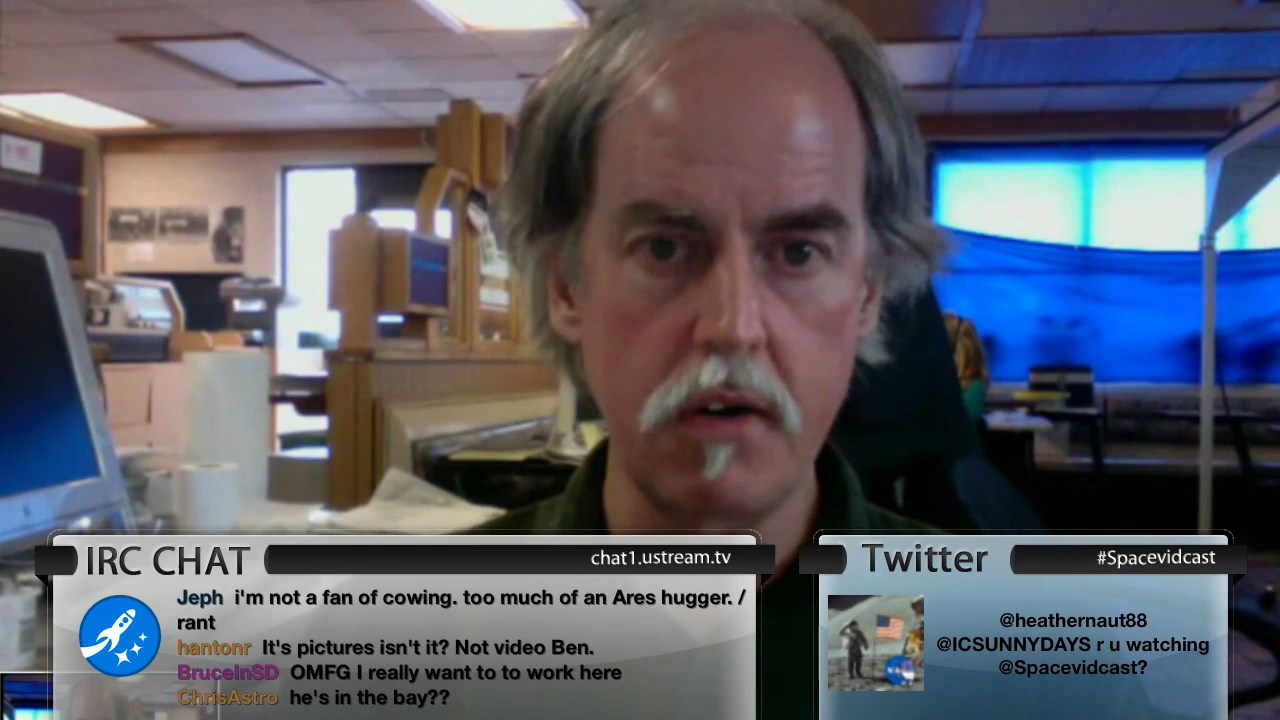 IRC CHAT
chat1.ustream.tv
Jeph i'm not a fan of cowing. too much of an Ares hugger. /
rant
hantonr It's pictures isn't it? Not video Ben.
BruceInSD OMFG I really want to to work here
ChrisAstro he's in the bay??
Twitter
#Spacevidcast
@heathernaut88
@ICSUNNYDAYS r u watching
@Spacevidcast?